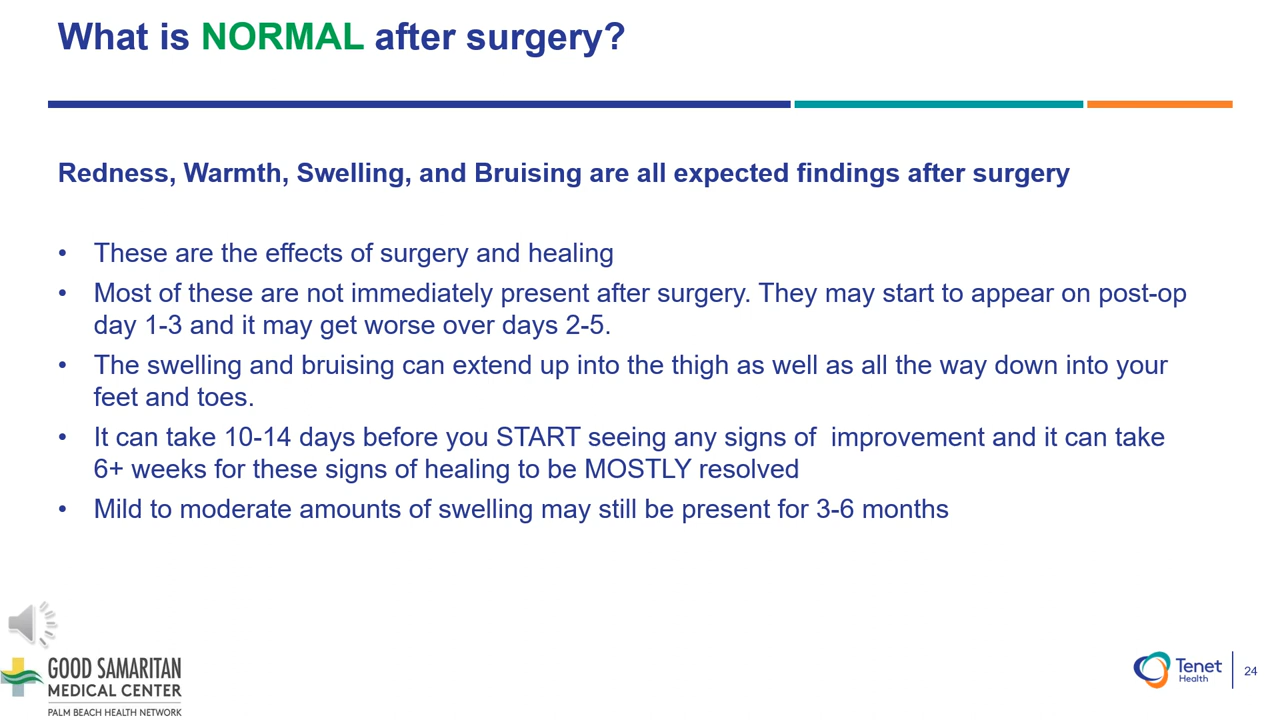 What is NORMAL after surgery?
Redness, Warmth, Swelling, and Bruising are all expected findings after surgery
• These are the effects of surgery and healing
• Most of these are not immediately present after surgery. They may start to appear on post-op
day 1-3 and it may get worse over days 2-5.
• The swelling and bruising can extend up into the thigh as well as all the way down into your
feet and toes.
• It can take 10-14 days before you START seeing any signs of  improvement and it can take
6+ weeks for these signs of healing to be MOSTLY resolved
• Mild to moderate amounts of swelling may still be present for 3-6 months
GOOD SAMARITAN
MEDICAL CENTER
PALM BEACH HEALTH NETWORK
Tenet
Health
24